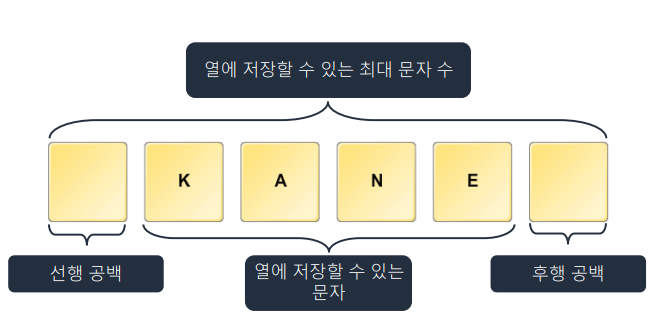 열에 저장할 수 있는 최대 문자 수
K A N E
선행 공백
열에 저장할 수 있는
문자
후행 공백